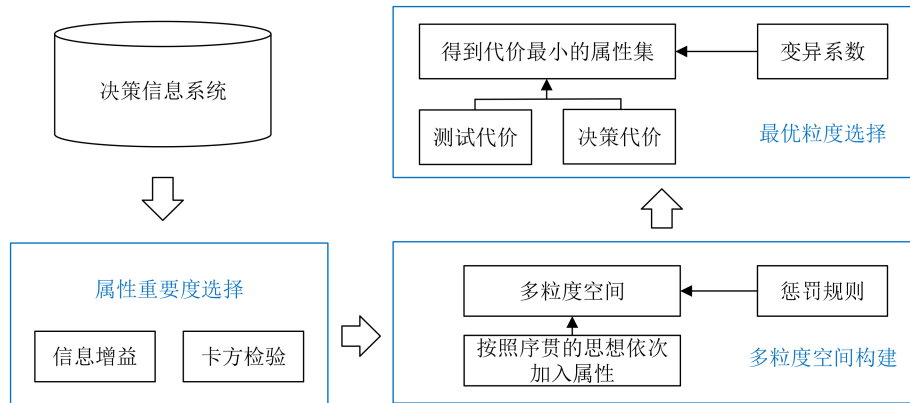 决策信息系统
属性重要度选择
信息增益
卡方检验
多粒度空间
惩罚规则
按照序贯的思想依次
加入属性
多粒度空间构建
得到代价最小的属性集
变异系数
测试代价
决策代价
最优粒度选择